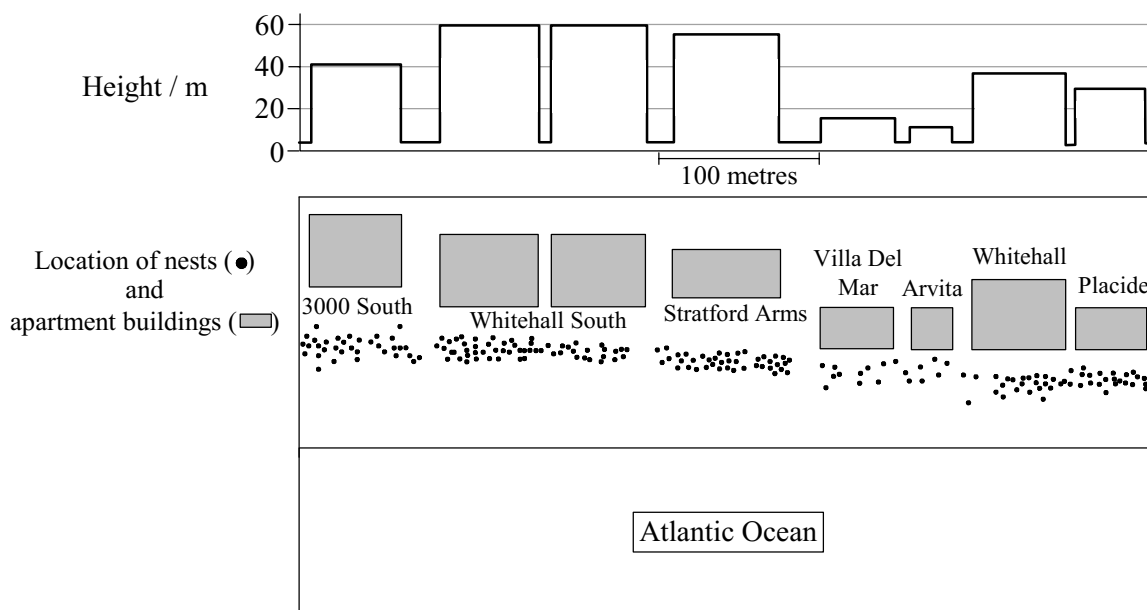 60
40
Height / m
20
0
100 metres
Location of nests (●)
and
apartment buildings ( )
3000 South
Whitehall South
Stratford Arms
Villa Del
Mar
Arvita
Whitehall
Placide
Atlantic Ocean